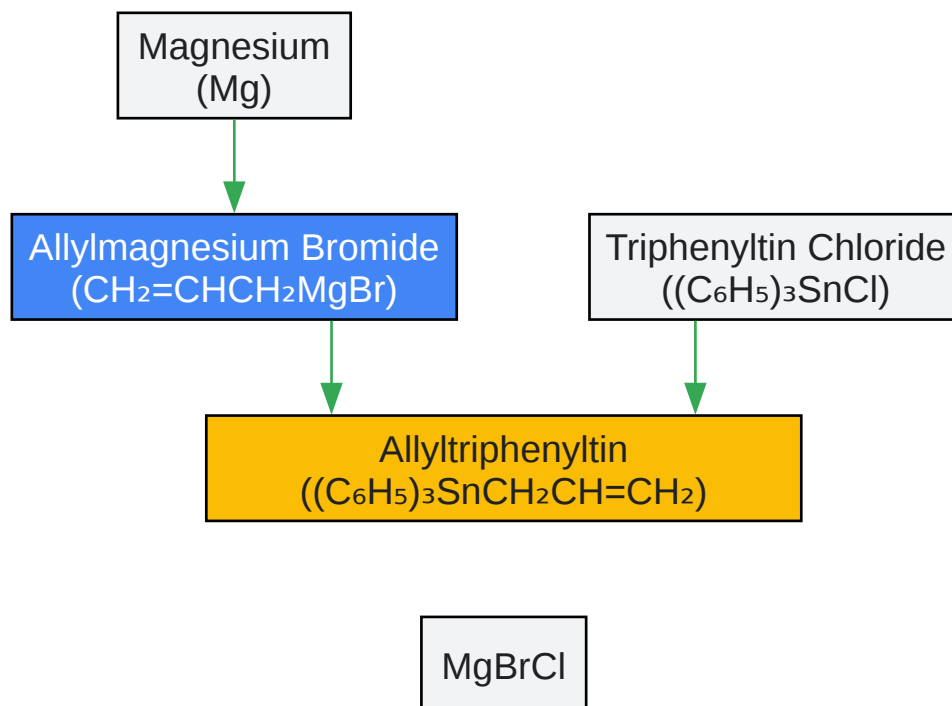 Magnesium
(Mg)
Allylmagnesium Bromide
(CH₂=CHCH₂MgBr)
Triphenyltin Chloride
((C₆H₅)₃SnCl)
Allyltriphenyltin
((C₆H₅)₃SnCH₂CH=CH₂)
MgBrCl